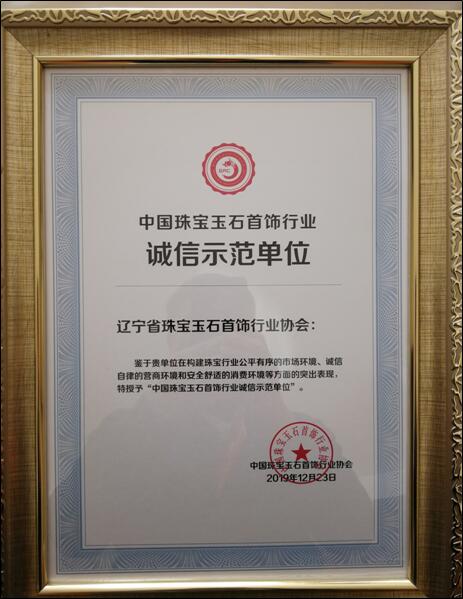 中国珠宝玉石首饰行业
诚信示范单位
辽宁省珠宝玉石首饰行业协会：
鉴于贵单位在构建珠宝行业公平有序的市场环境、诚信
自律的营商环境和安全舒适的消费环境等方面的突出表现，
特授予“中国珠宝玉石首饰行业诚信示范单位”。
中国珠宝玉石首饰行业协会
2019年12月23日